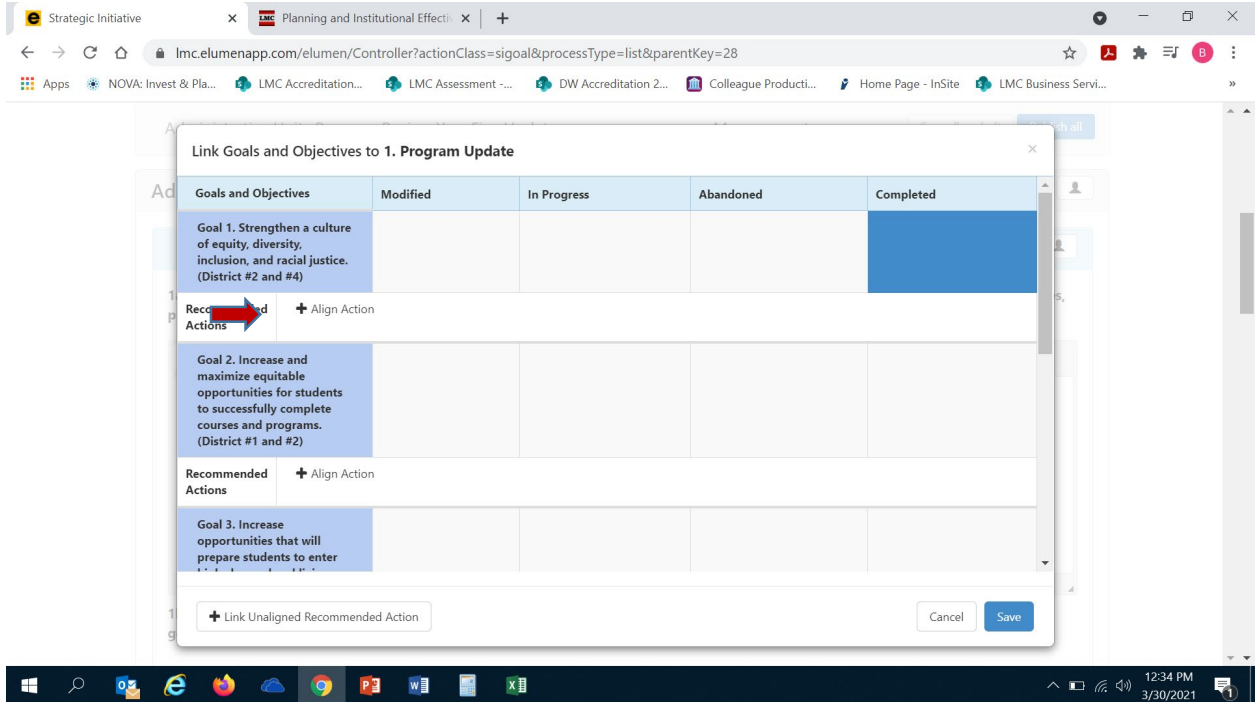 Strategic Initiative
LMC Planning and Institutional Effectiv
lmc.elumenapp.com/elumen/Controller?actionClass=sigoal&processType=list&parentKey=28
B
Apps NOVA: Invest & Pla... LMC Accreditation... LMC Assessment -... DW Accreditation 2... Colleague Producti... Home Page - InSite LMC Business Servi... »
Link Goals and Objectives to 1. Program Update ×
Ad
Goals and Objectives Modified In Progress Abandoned Completed
Goal 1. Strengthen a culture
of equity, diversity,
inclusion, and racial justice.
(District #2 and #4)
Actions
+ Align Action
Goal 2. Increase and
maximize equitable
opportunities for students
to successfully complete
courses and programs.
(District #1 and #2)
Recommended
Actions
+ Align Action
Goal 3. Increase
opportunities that will
prepare students to enter
+ Link Unaligned Recommended Action Cancel Save
12:34 PM
3/30/2021
1